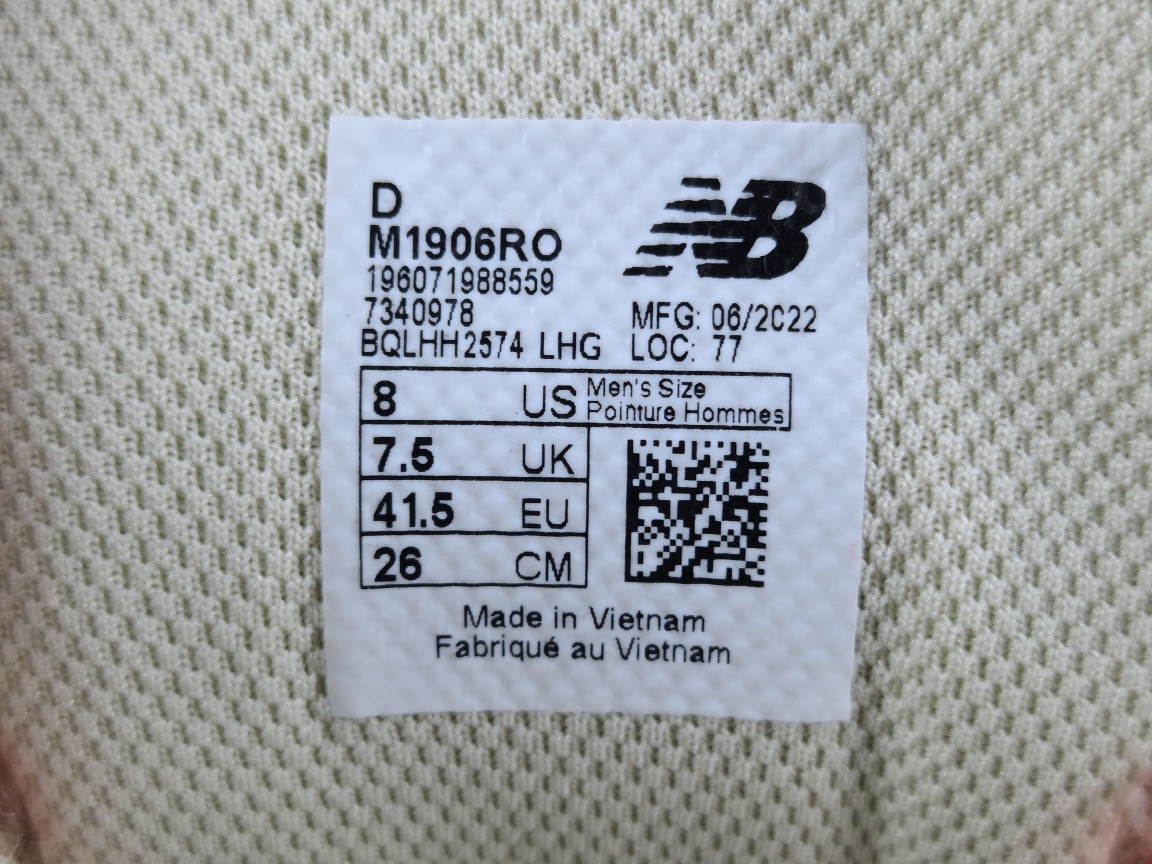 D
M1906RO
196071988559
7340978
BQLHH2574 LHG
NB
MFG: 06/2022
LOC: 77
8 US Men's Size
Pointure Hommes
7.5 UK
41.5 EU
26 CM
Made in Vietnam
Fabriqué au Vietnam